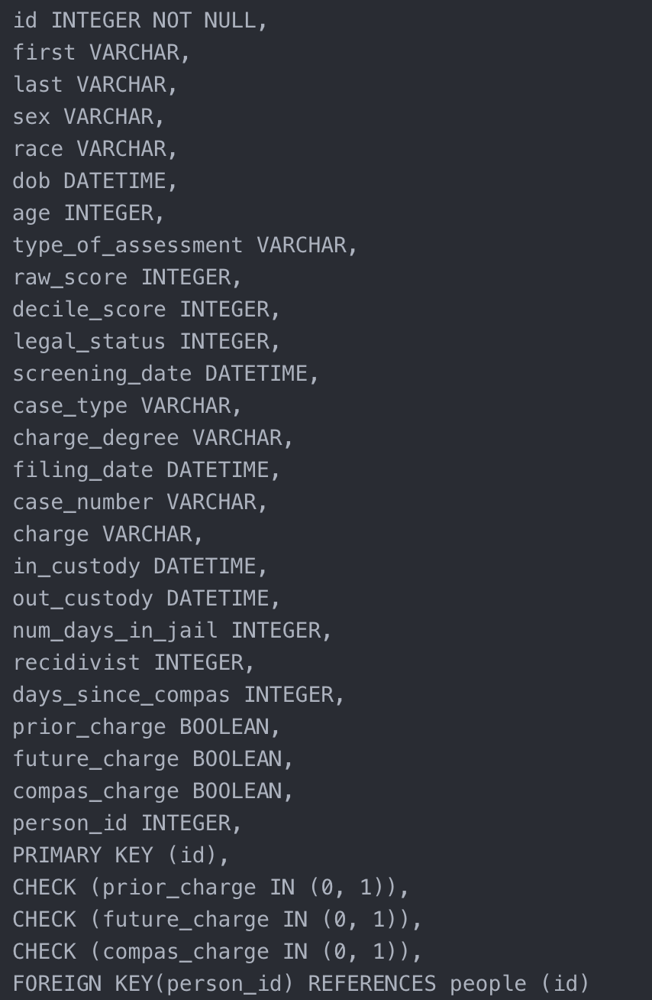 id INTEGER NOT NULL,
first VARCHAR,
last VARCHAR,
sex VARCHAR,
race VARCHAR,
dob DATETIME,
age INTEGER,
type_of_assessment VARCHAR,
raw_score INTEGER,
decile_score INTEGER,
legal_status INTEGER,
screening_date DATETIME,
case_type VARCHAR,
charge_degree VARCHAR,
filing_date DATETIME,
case_number VARCHAR,
charge VARCHAR,
in_custody DATETIME,
out_custody DATETIME,
num_days_in_jail INTEGER,
recidivist INTEGER,
days_since_compas INTEGER,
prior_charge BOOLEAN,
future_charge BOOLEAN,
compas_charge BOOLEAN,
person_id INTEGER,
PRIMARY KEY (id),
CHECK (prior_charge IN (0, 1)),
CHECK (future_charge IN (0, 1)),
CHECK (compas_charge IN (0, 1)),
FOREIGN KEY(person_id) REFERENCES people (id)